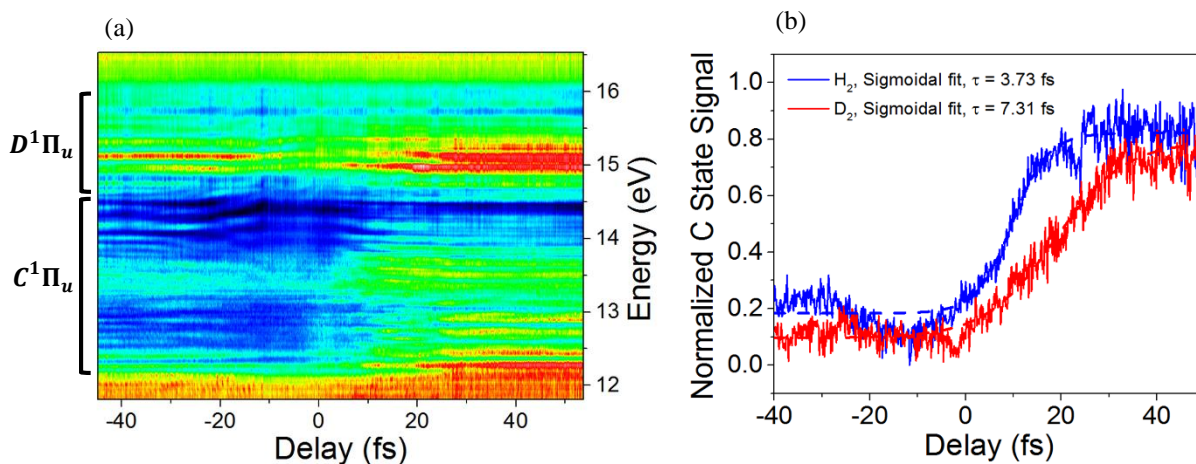 (a)
D¹Πᵤ
C¹Πᵤ
16
15
14
13
12
Energy (eV)
-40
-20
0
20
40
Delay (fs)
(b)
H₂, Sigmoidal fit, τ = 3.73 fs
D₂, Sigmoidal fit, τ = 7.31 fs
Normalized C State Signal
1.0
0.8
0.6
0.4
0.2
0.0
-40
-20
0
20
40
Delay (fs)